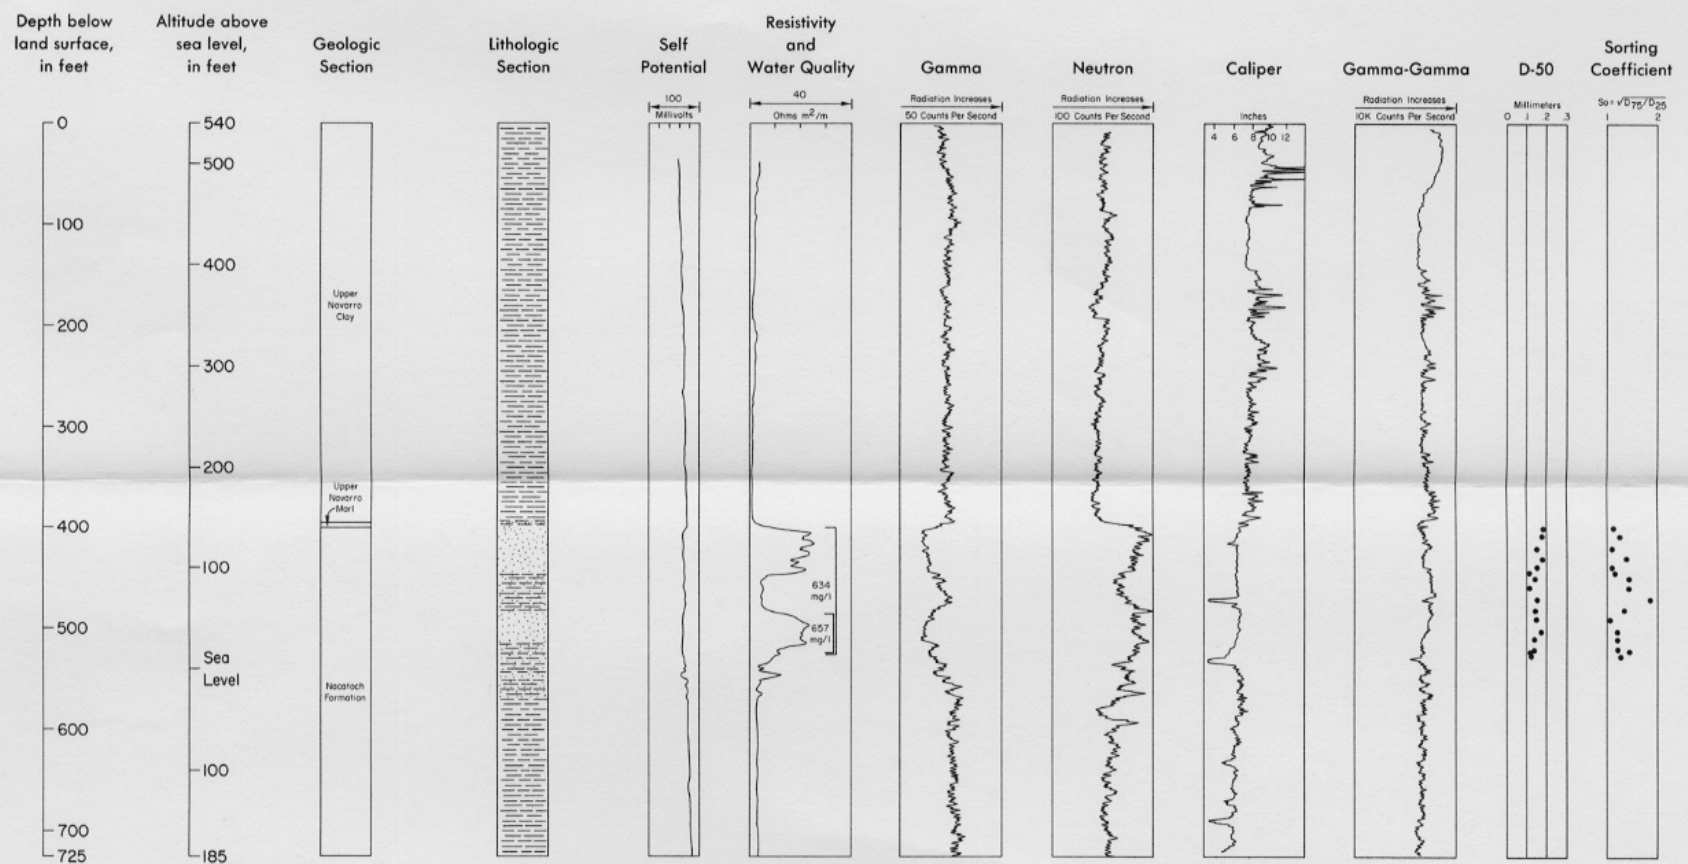 Depth below
land surface,
in feet
Altitude above
sea level,
in feet
Geologic
Section
Lithologic
Section
Self
Potential
Resistivity
and
Water Quality
Gamma
Neutron
Caliper
Gamma-Gamma
D-50
Sorting
Coefficient
100
Millivolts
40
Ohms m²/m
Radiation Increases
50 Counts Per Second
Radiation Increases
100 Counts Per Second
Inches
4 6 8 10 12
Radiation Increases
10K Counts Per Second
Millimeters
0 .1 .2 .3
So = √D75/D25
1 2
0
100
200
300
400
500
600
700
725
540
500
400
300
200
100
Sea
Level
100
185
Upper
Navarro
Clay
Upper
Navarro
Marl
Nacatoch
Formation
634
mg/l
657
mg/l